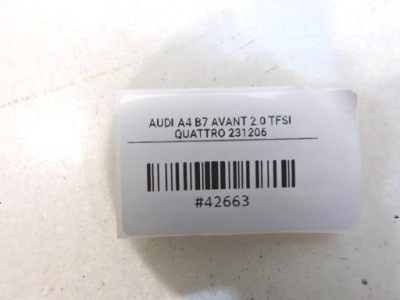 AUDI A4 B7 AVANT 2.0 TFSI
QUATTRO 231206
#42663